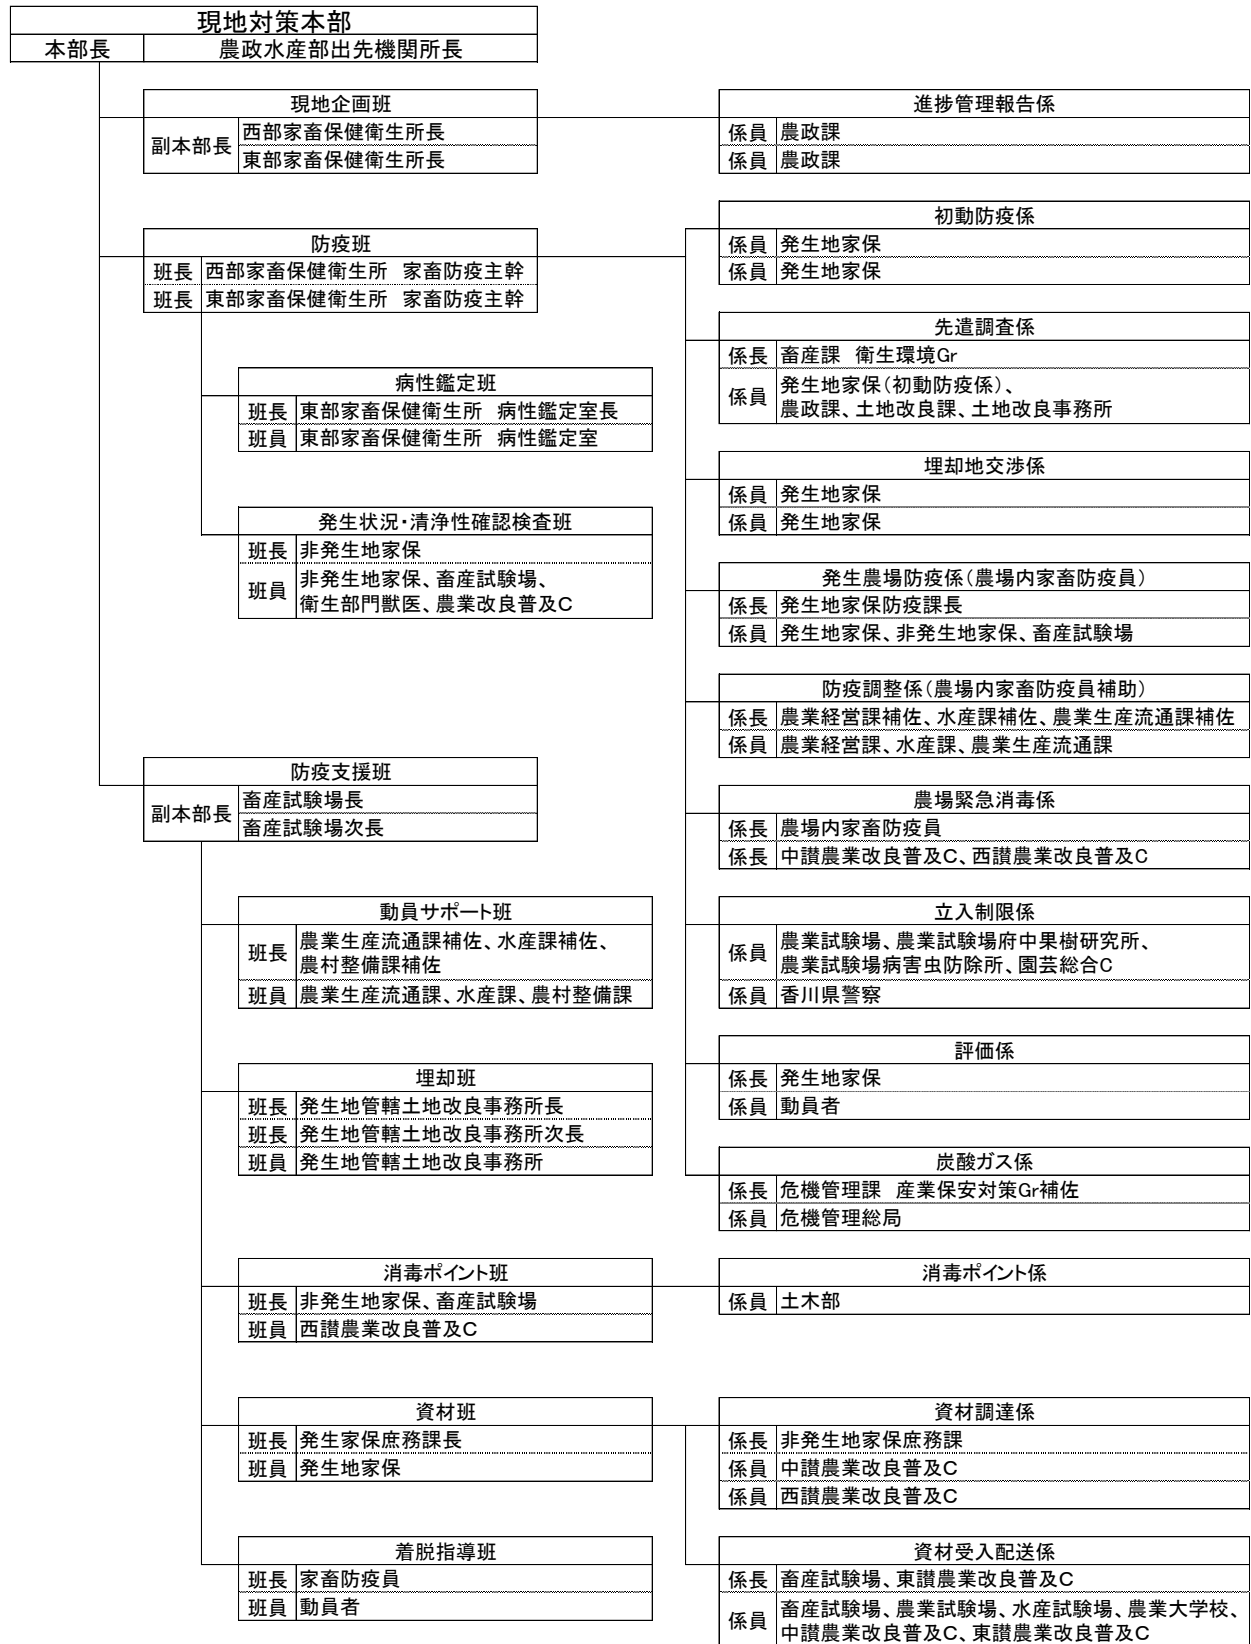 現地対策本部
本部長 農政水産部出先機関所長
現地企画班
副本部長 西部家畜保健衛生所長
東部家畜保健衛生所長
進捗管理報告係
係員 農政課
係員 農政課
防疫班
班長 西部家畜保健衛生所 家畜防疫主幹
班長 東部家畜保健衛生所 家畜防疫主幹
初動防疫係
係員 発生地家保
係員 発生地家保
先遣調査係
係長 畜産課 衛生環境Gr
係員 発生地家保(初動防疫係)、
農政課、土地改良課、土地改良事務所
病性鑑定班
班長 東部家畜保健衛生所 病性鑑定室長
班員 東部家畜保健衛生所 病性鑑定室
埋却地交渉係
係員 発生地家保
係員 発生地家保
発生状況・清浄性確認検査班
班長 非発生地家保
班員 非発生地家保、畜産試験場、
衛生部門獣医、農業改良普及C
発生農場防疫係(農場内家畜防疫員)
係長 発生地家保防疫課長
係員 発生地家保、非発生地家保、畜産試験場
防疫調整係(農場内家畜防疫員補助)
係長 農業経営課補佐、水産課補佐、農業生産流通課補佐
係員 農業経営課、水産課、農業生産流通課
防疫支援班
副本部長 畜産試験場長
畜産試験場次長
農場緊急消毒係
係長 農場内家畜防疫員
係長 中讃農業改良普及C、西讃農業改良普及C
動員サポート班
班長 農業生産流通課補佐、水産課補佐、
農村整備課補佐
班員 農業生産流通課、水産課、農村整備課
立入制限係
係員 農業試験場、農業試験場府中果樹研究所、
農業試験場病害虫防除所、園芸総合C
係員 香川県警察
評価係
係長 発生地家保
係員 動員者
埋却班
班長 発生地管轄土地改良事務所長
班長 発生地管轄土地改良事務所次長
班員 発生地管轄土地改良事務所
炭酸ガス係
係長 危機管理課 産業保安対策Gr補佐
係員 危機管理総局
消毒ポイント班
班長 非発生地家保、畜産試験場
班員 西讃農業改良普及C
消毒ポイント係
係員 土木部
資材班
班長 発生家保庶務課長
班員 発生地家保
資材調達係
係長 非発生地家保庶務課
係員 中讃農業改良普及C
係員 西讃農業改良普及C
着脱指導班
班長 家畜防疫員
班員 動員者
資材受入配送係
係長 畜産試験場、東讃農業改良普及C
係員 畜産試験場、農業試験場、水産試験場、農業大学校、
中讃農業改良普及C、東讃農業改良普及C